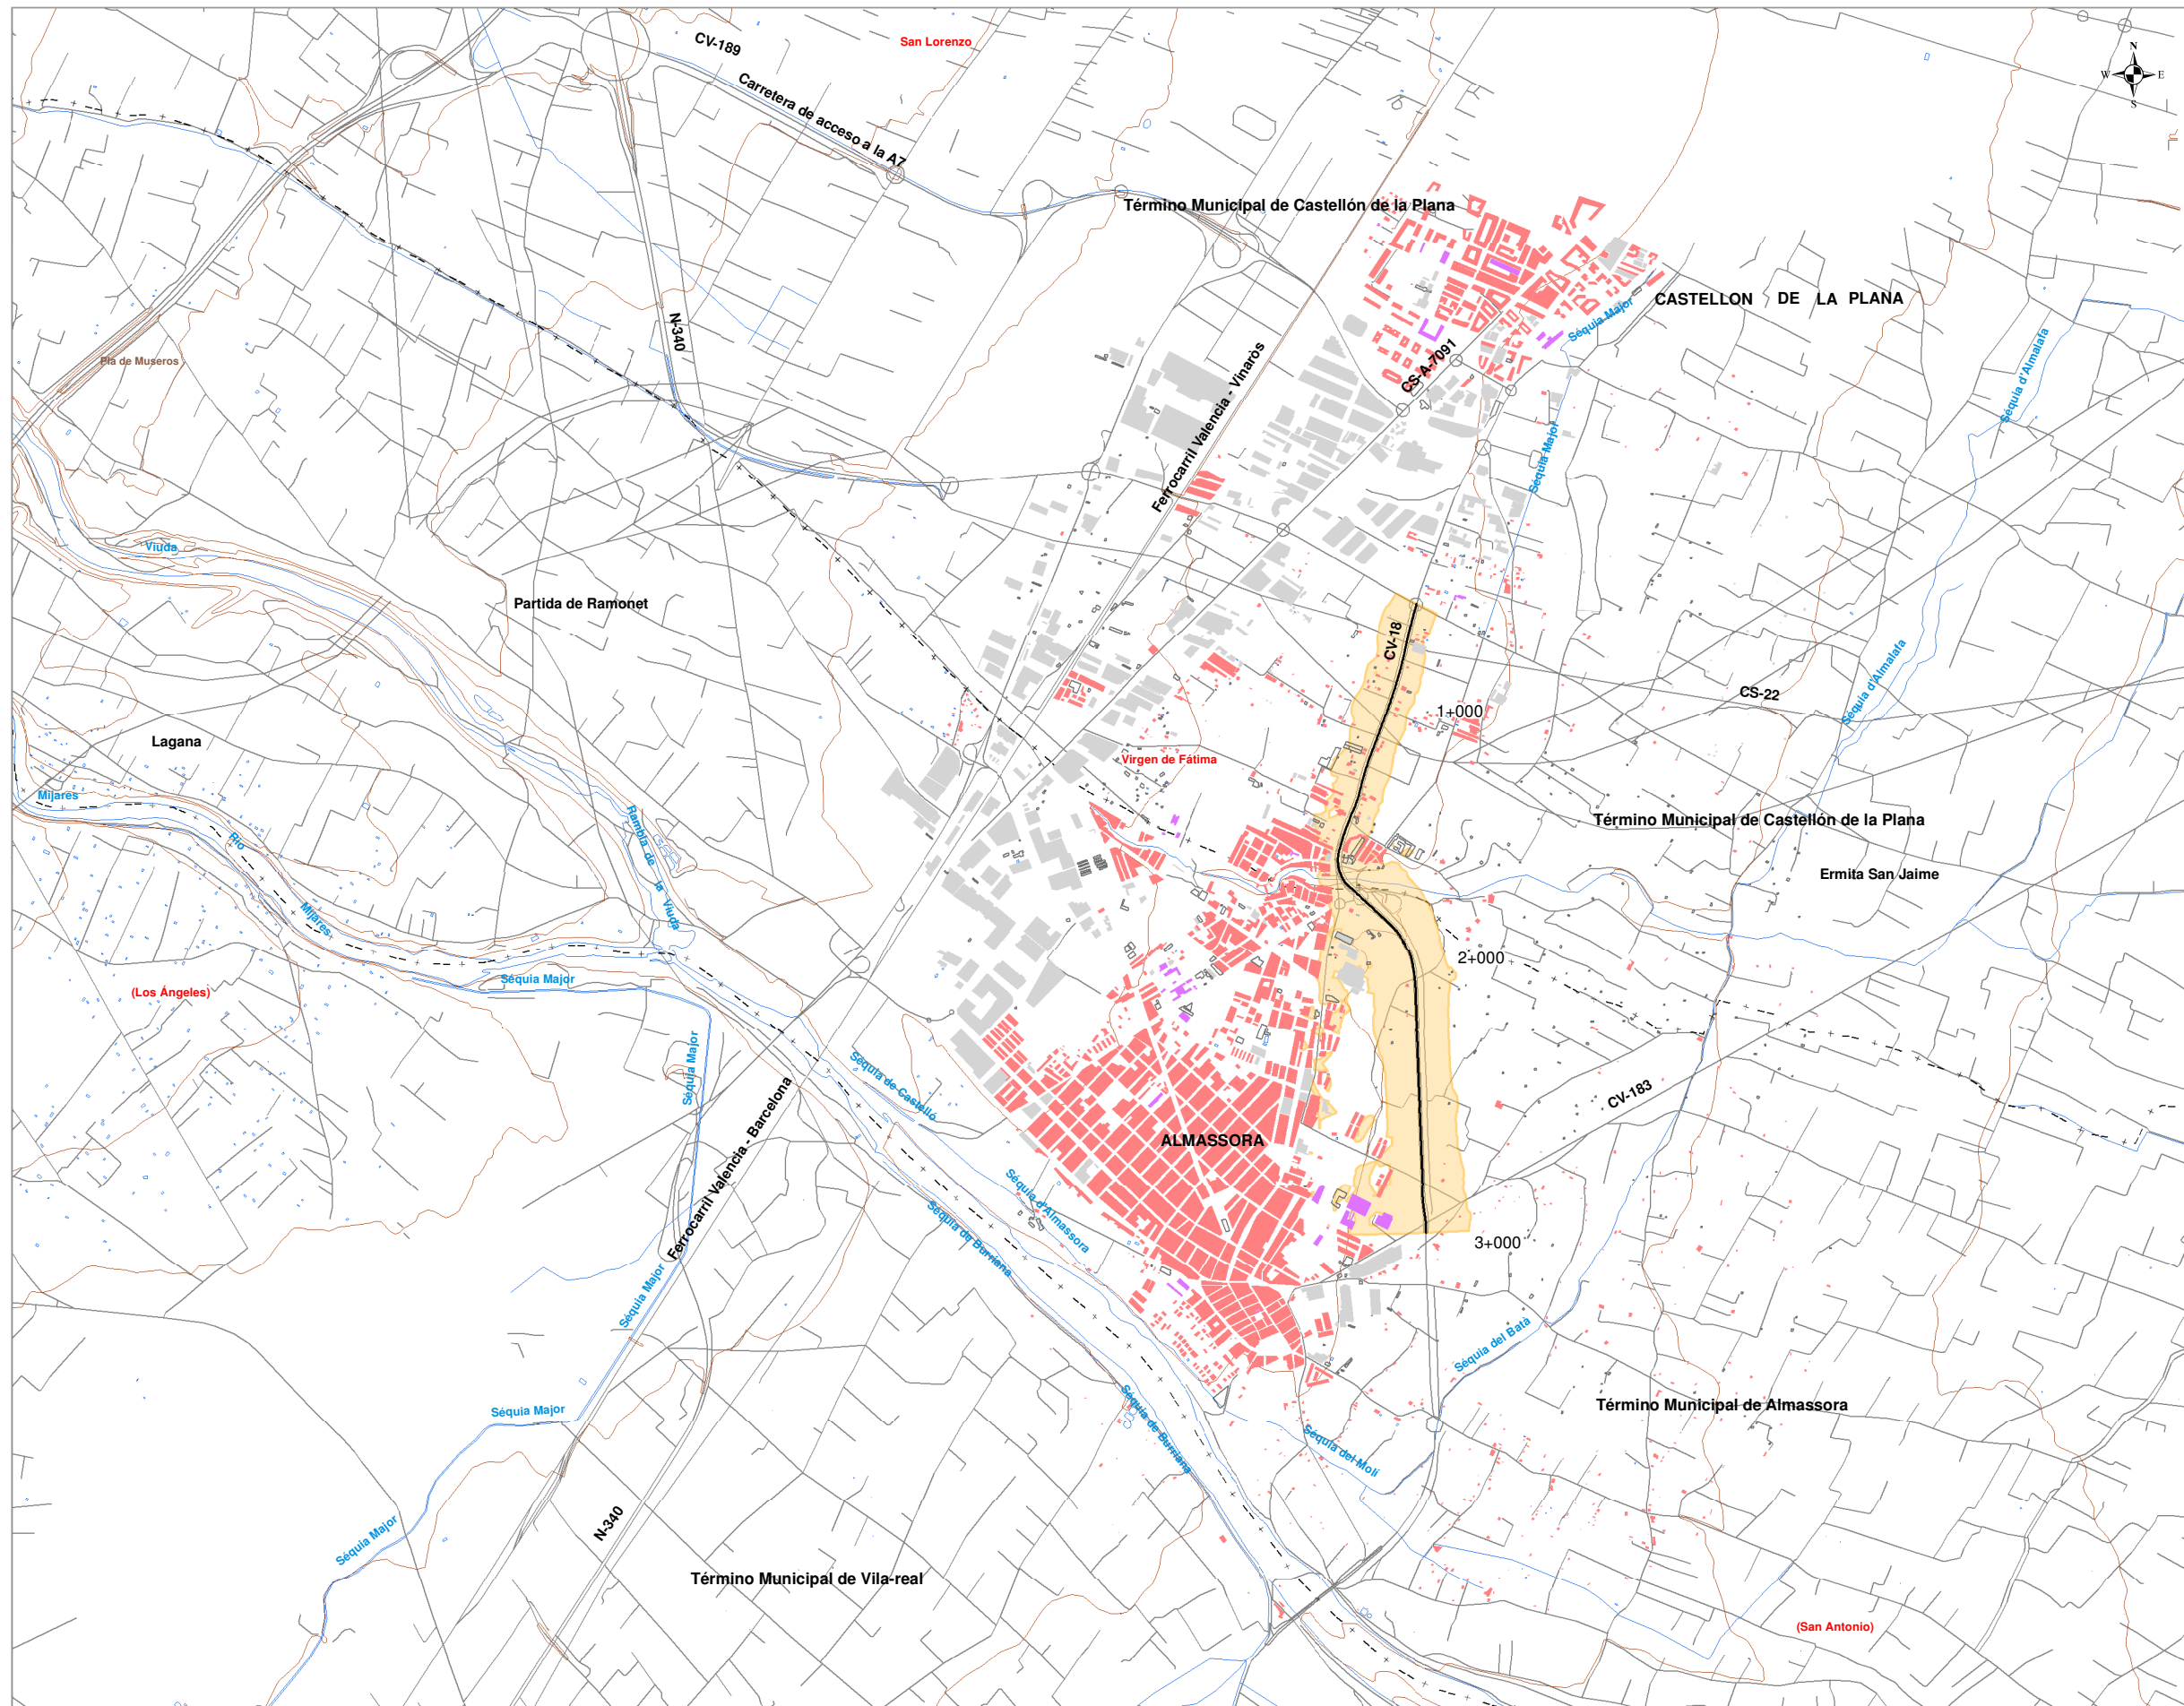 CV-189
San Lorenzo
N
W E
S
Carretera de acceso a la A7
Término Municipal de Castellón de la Plana
CASTELLON DE LA PLANA
Séquia Major
N-340
Séquia d'Almalafa
Pla de Museros
CS-A-7091
Ferrocarril Valencia - Vinaròs
Séquia Major
Viuda
Partida de Ramonet
CV-18
Séquia d'Almalafa
CS-22
1+000
Lagana
Virgen de Fátima
Mijares
Término Municipal de Castellón de la Plana
Río
Rambla de la Viuda
Ermita San Jaime
Mijares
2+000
Séquia Major
(Los Ángeles)
Séquia Major
Séquia de Castelló
CV-183
Ferrocarril Valencia - Barcelona
ALMASSORA
Séquia d'Almassora
Séquia de Burriana
3+000
Séquia Major
Séquia del Batà
Séquia Major
Séquia de Burriana
Término Municipal de Almassora
Séquia del Molí
N-340
Séquia Major
Término Municipal de Vila-real
(San Antonio)